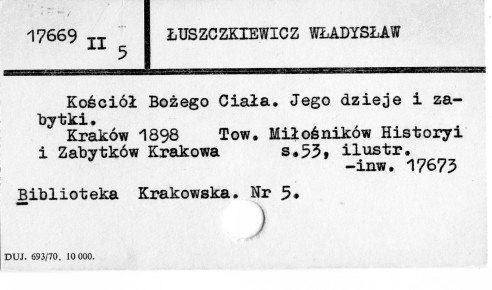 17669 II 5
ŁUSZCZKIEWICZ WŁADYSŁAW
Kościół Bożego Ciała. Jego dzieje i za-
bytki.
Kraków 1898 Tow. Miłośników Historyi
i Zabytków Krakowa s.53, ilustr.
-inw. 17673
Biblioteka Krakowska. Nr 5.
DUJ. 693/70. 10 000.